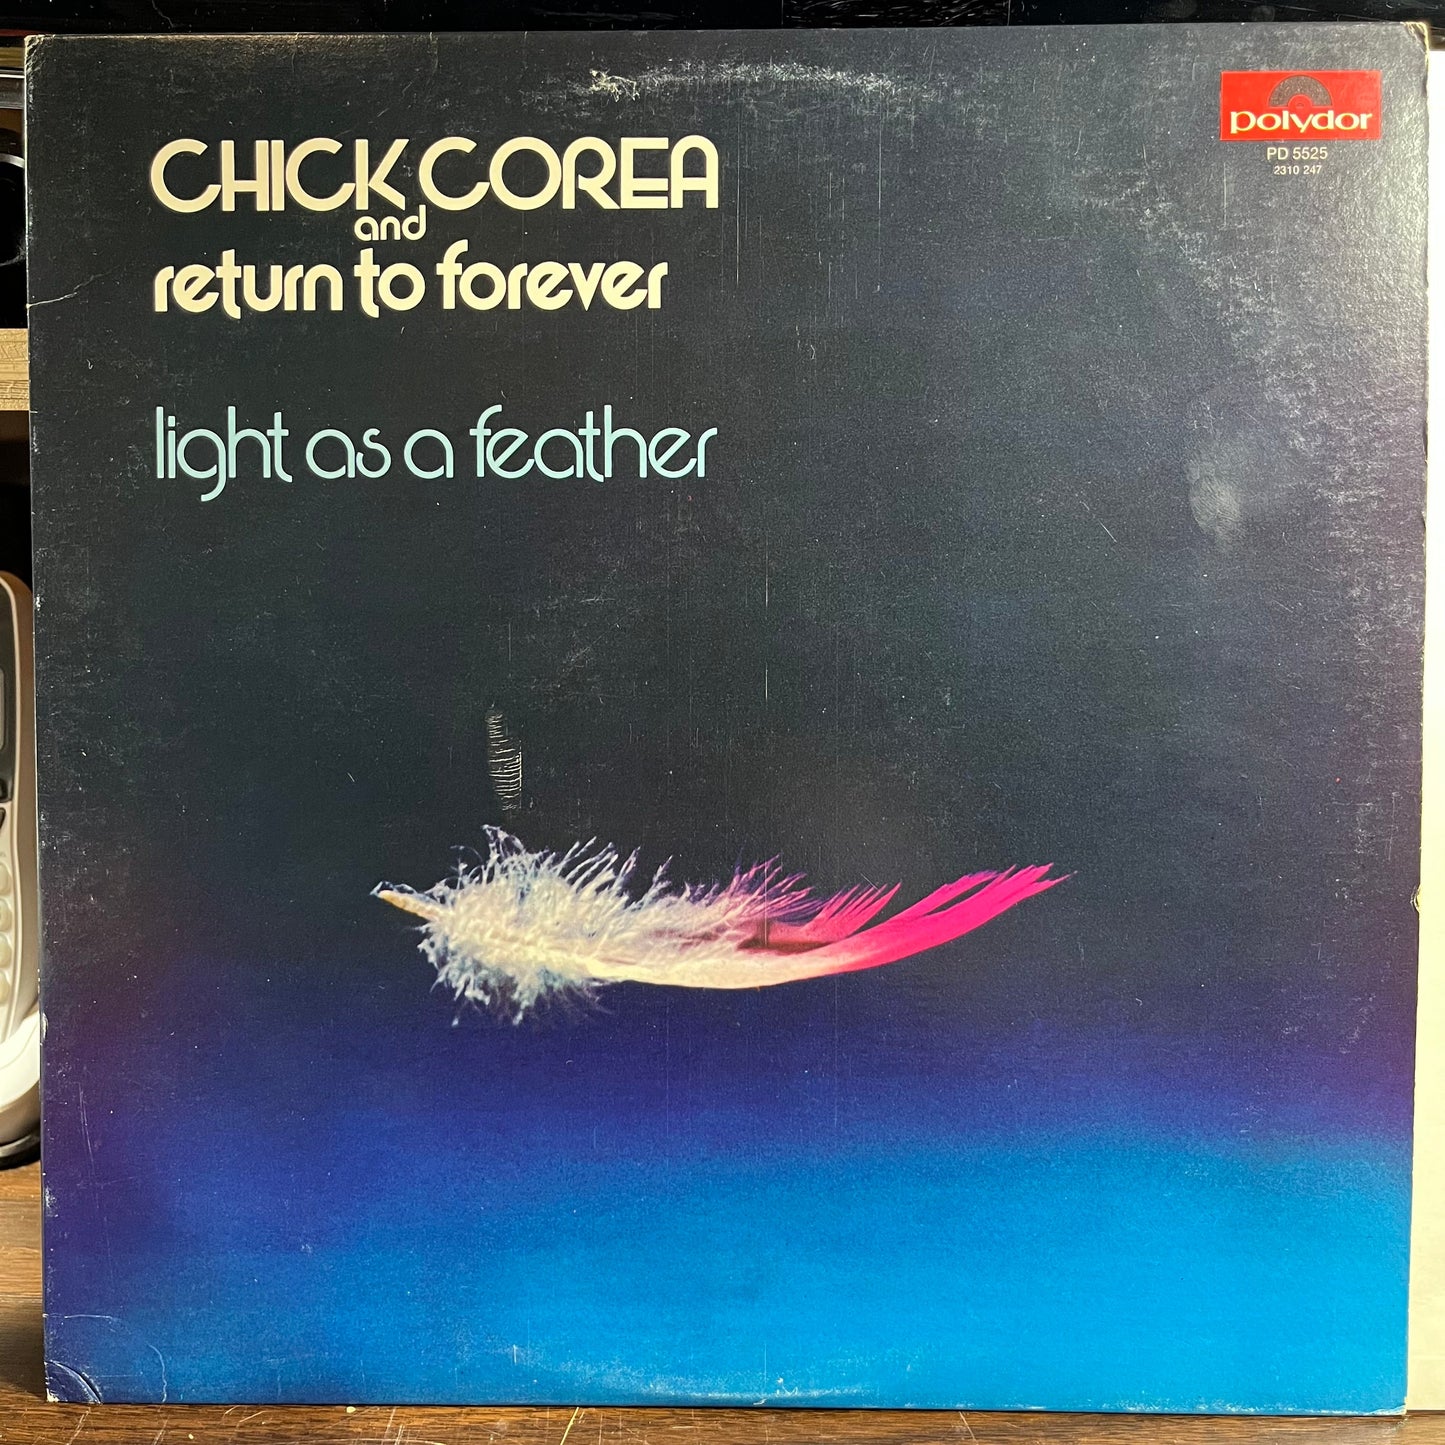 CHICK COREA
and
return to forever
light as a feather
polydor
PD 5525
2310 247